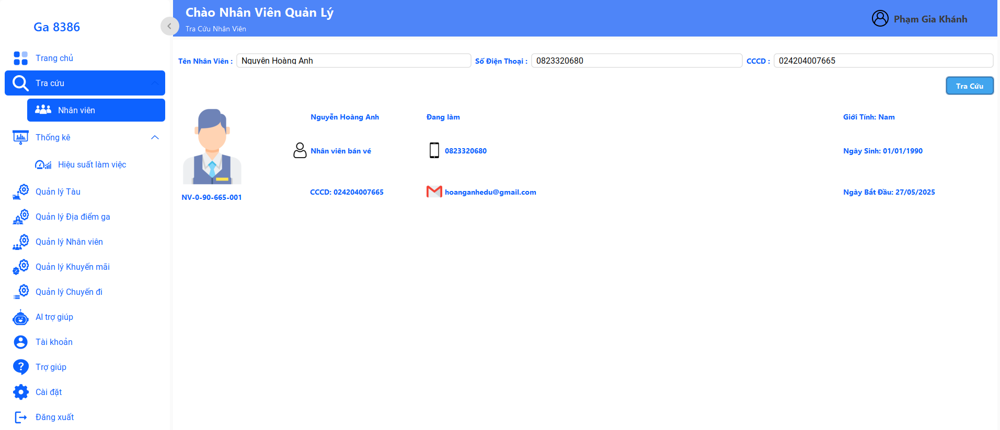 Ga 8386
Trang chủ
Tra cứu
Nhân viên
Thống kê
Hiệu suất làm việc
Quản lý Tàu
Quản lý Địa điểm ga
Quản lý Nhân viên
Quản lý Khuyến mãi
Quản lý Chuyến đi
AI trợ giúp
Tài khoản
Trợ giúp
Cài đặt
Đăng xuất
Chào Nhân Viên Quản Lý
Tra Cứu Nhân Viên
Phạm Gia Khánh
Tên Nhân Viên : Nguyễn Hoàng Anh Số Điện Thoại : 0823320680 CCCD : 024204007665
Tra Cứu
Nguyễn Hoàng Anh Đang làm Giới Tính: Nam
Nhân viên bán vé 0823320680 Ngày Sinh: 01/01/1990
CCCD: 024204007665 hoanganhedu@gmail.com Ngày Bắt Đầu: 27/05/2025
NV-0-90-665-001